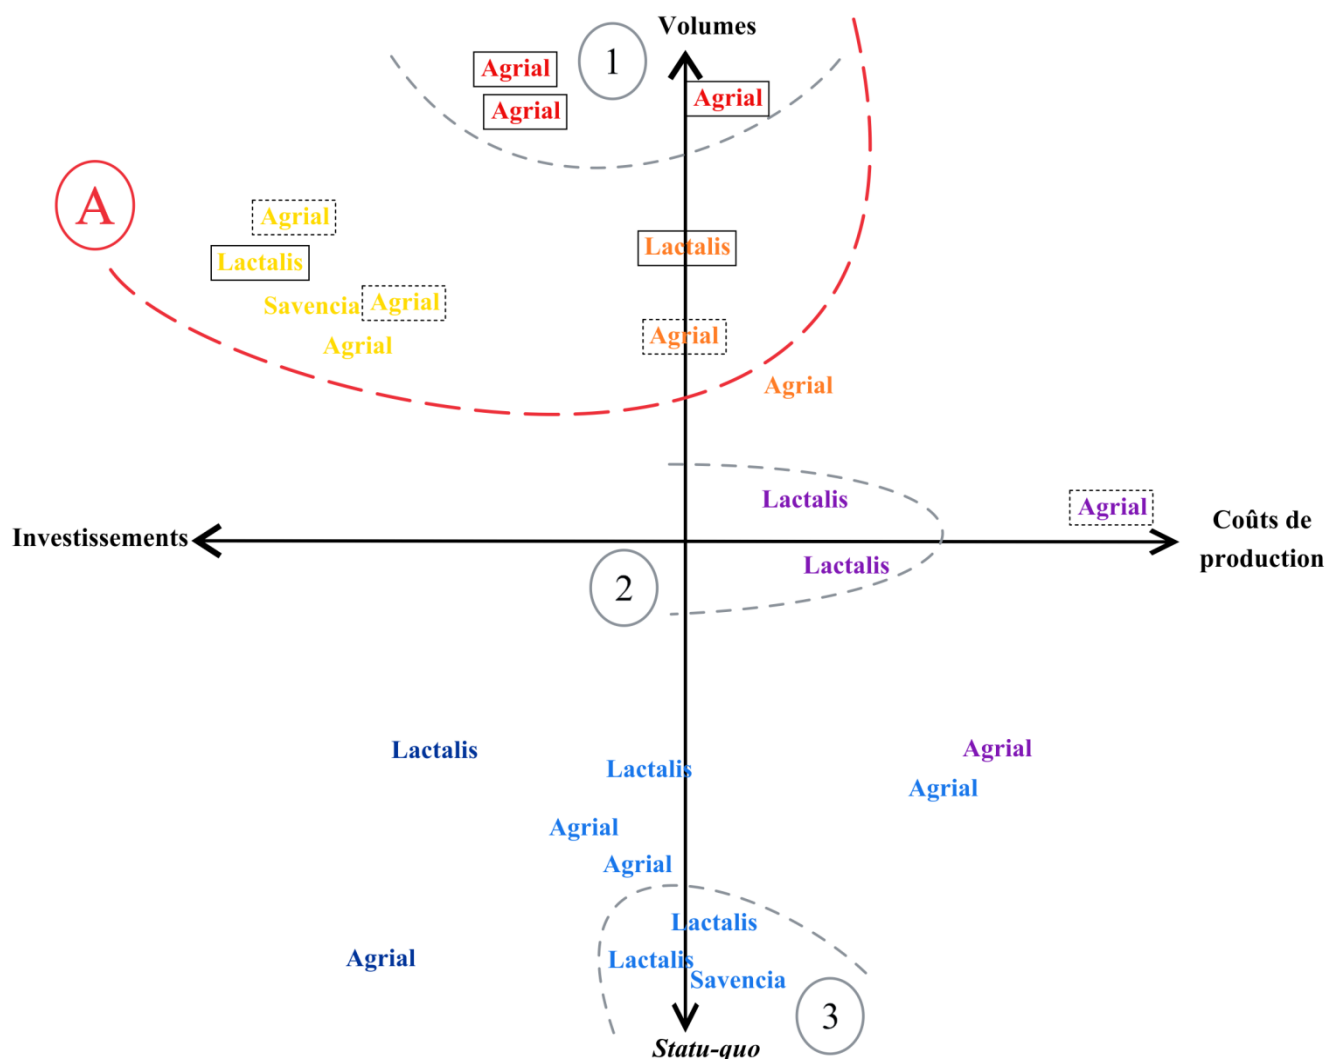 Volumes
1
Agrial
Agrial
Agrial
A
Agrial
Lactalis
Lactalis
Savencia
Agrial
Agrial
Agrial
Agrial
Lactalis
Agrial
Investissements
Coûts de
production
Lactalis
2
Lactalis
Lactalis
Agrial
Agrial
Agrial
Agrial
Lactalis
Agrial
Lactalis
Savencia
3
Statu-quo